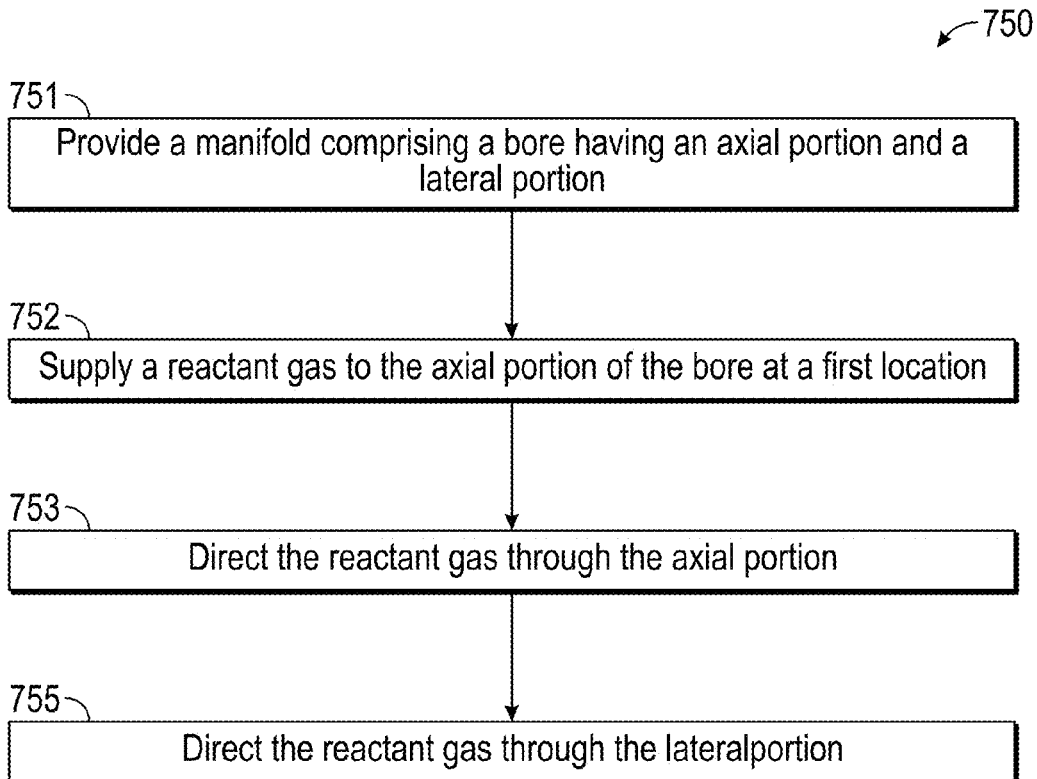 750
751
Provide a manifold comprising a bore having an axial portion and a
lateral portion
752
Supply a reactant gas to the axial portion of the bore at a first location
753
Direct the reactant gas through the axial portion
755
Direct the reactant gas through the lateralportion